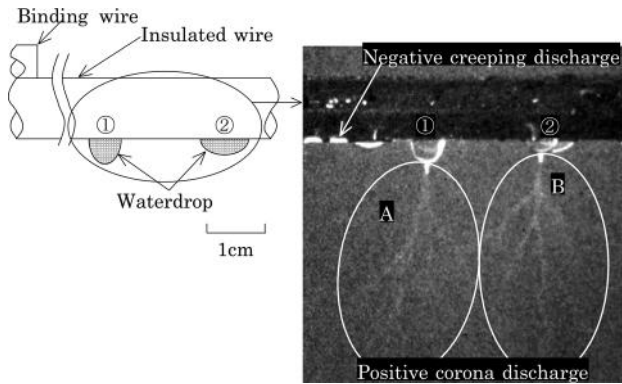 Binding wire
Insulated wire
①
②
Waterdrop
1cm
Negative creeping discharge
①
②
A
B
Positive corona discharge